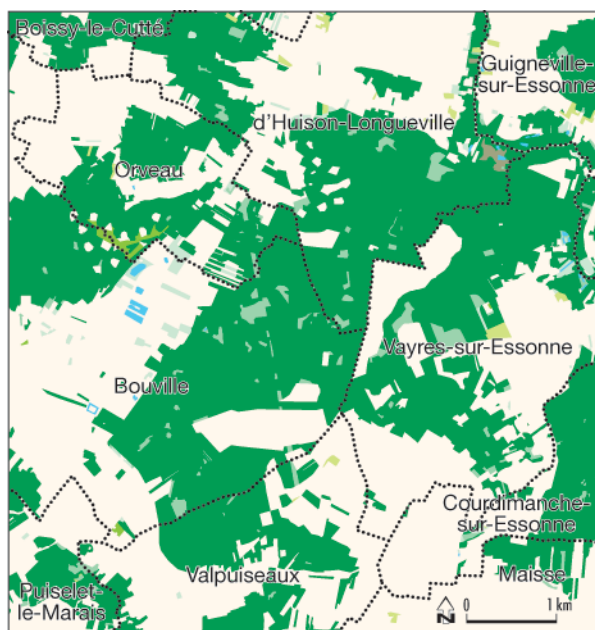 Boissy-le-Cutté
Guigneville-
sur-Essonne
d'Huison-Longueville
Orveau
Vayres-sur-Essonne
Bouville
Courdimanche-
sur-Essonne
Valpuiseaux
Maisse
Puiselet-
le-Marais
N
0 1 km